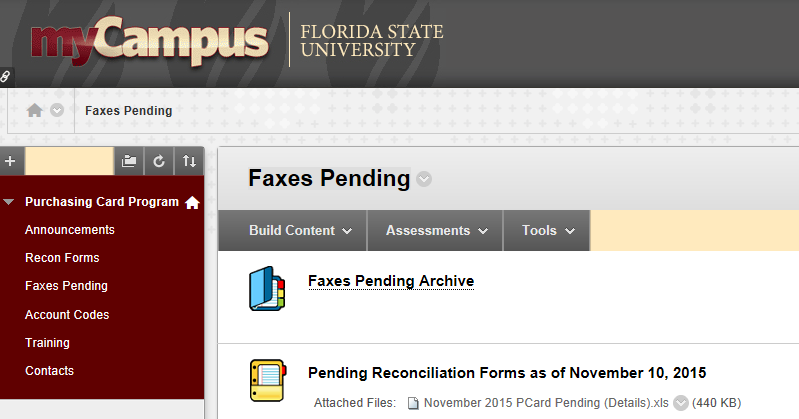 myCampus
FLORIDA STATE
UNIVERSITY
Faxes Pending
Purchasing Card Program
Announcements
Recon Forms
Faxes Pending
Account Codes
Training
Contacts
Faxes Pending
Build Content
Assessments
Tools
Faxes Pending Archive
Pending Reconciliation Forms as of November 10, 2015
Attached Files: November 2015 PCard Pending (Details).xls (440 KB)